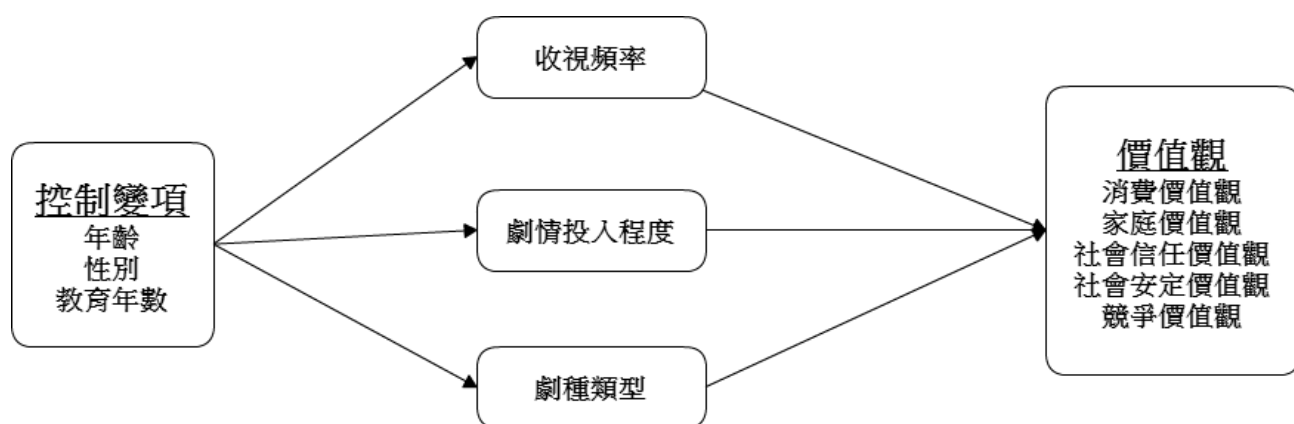 控制變項
年齡
性別
教育年數
收視頻率
劇情投入程度
劇種類型
價值觀
消費價值觀
家庭價值觀
社會信任價值觀
社會安定價值觀
競爭價值觀